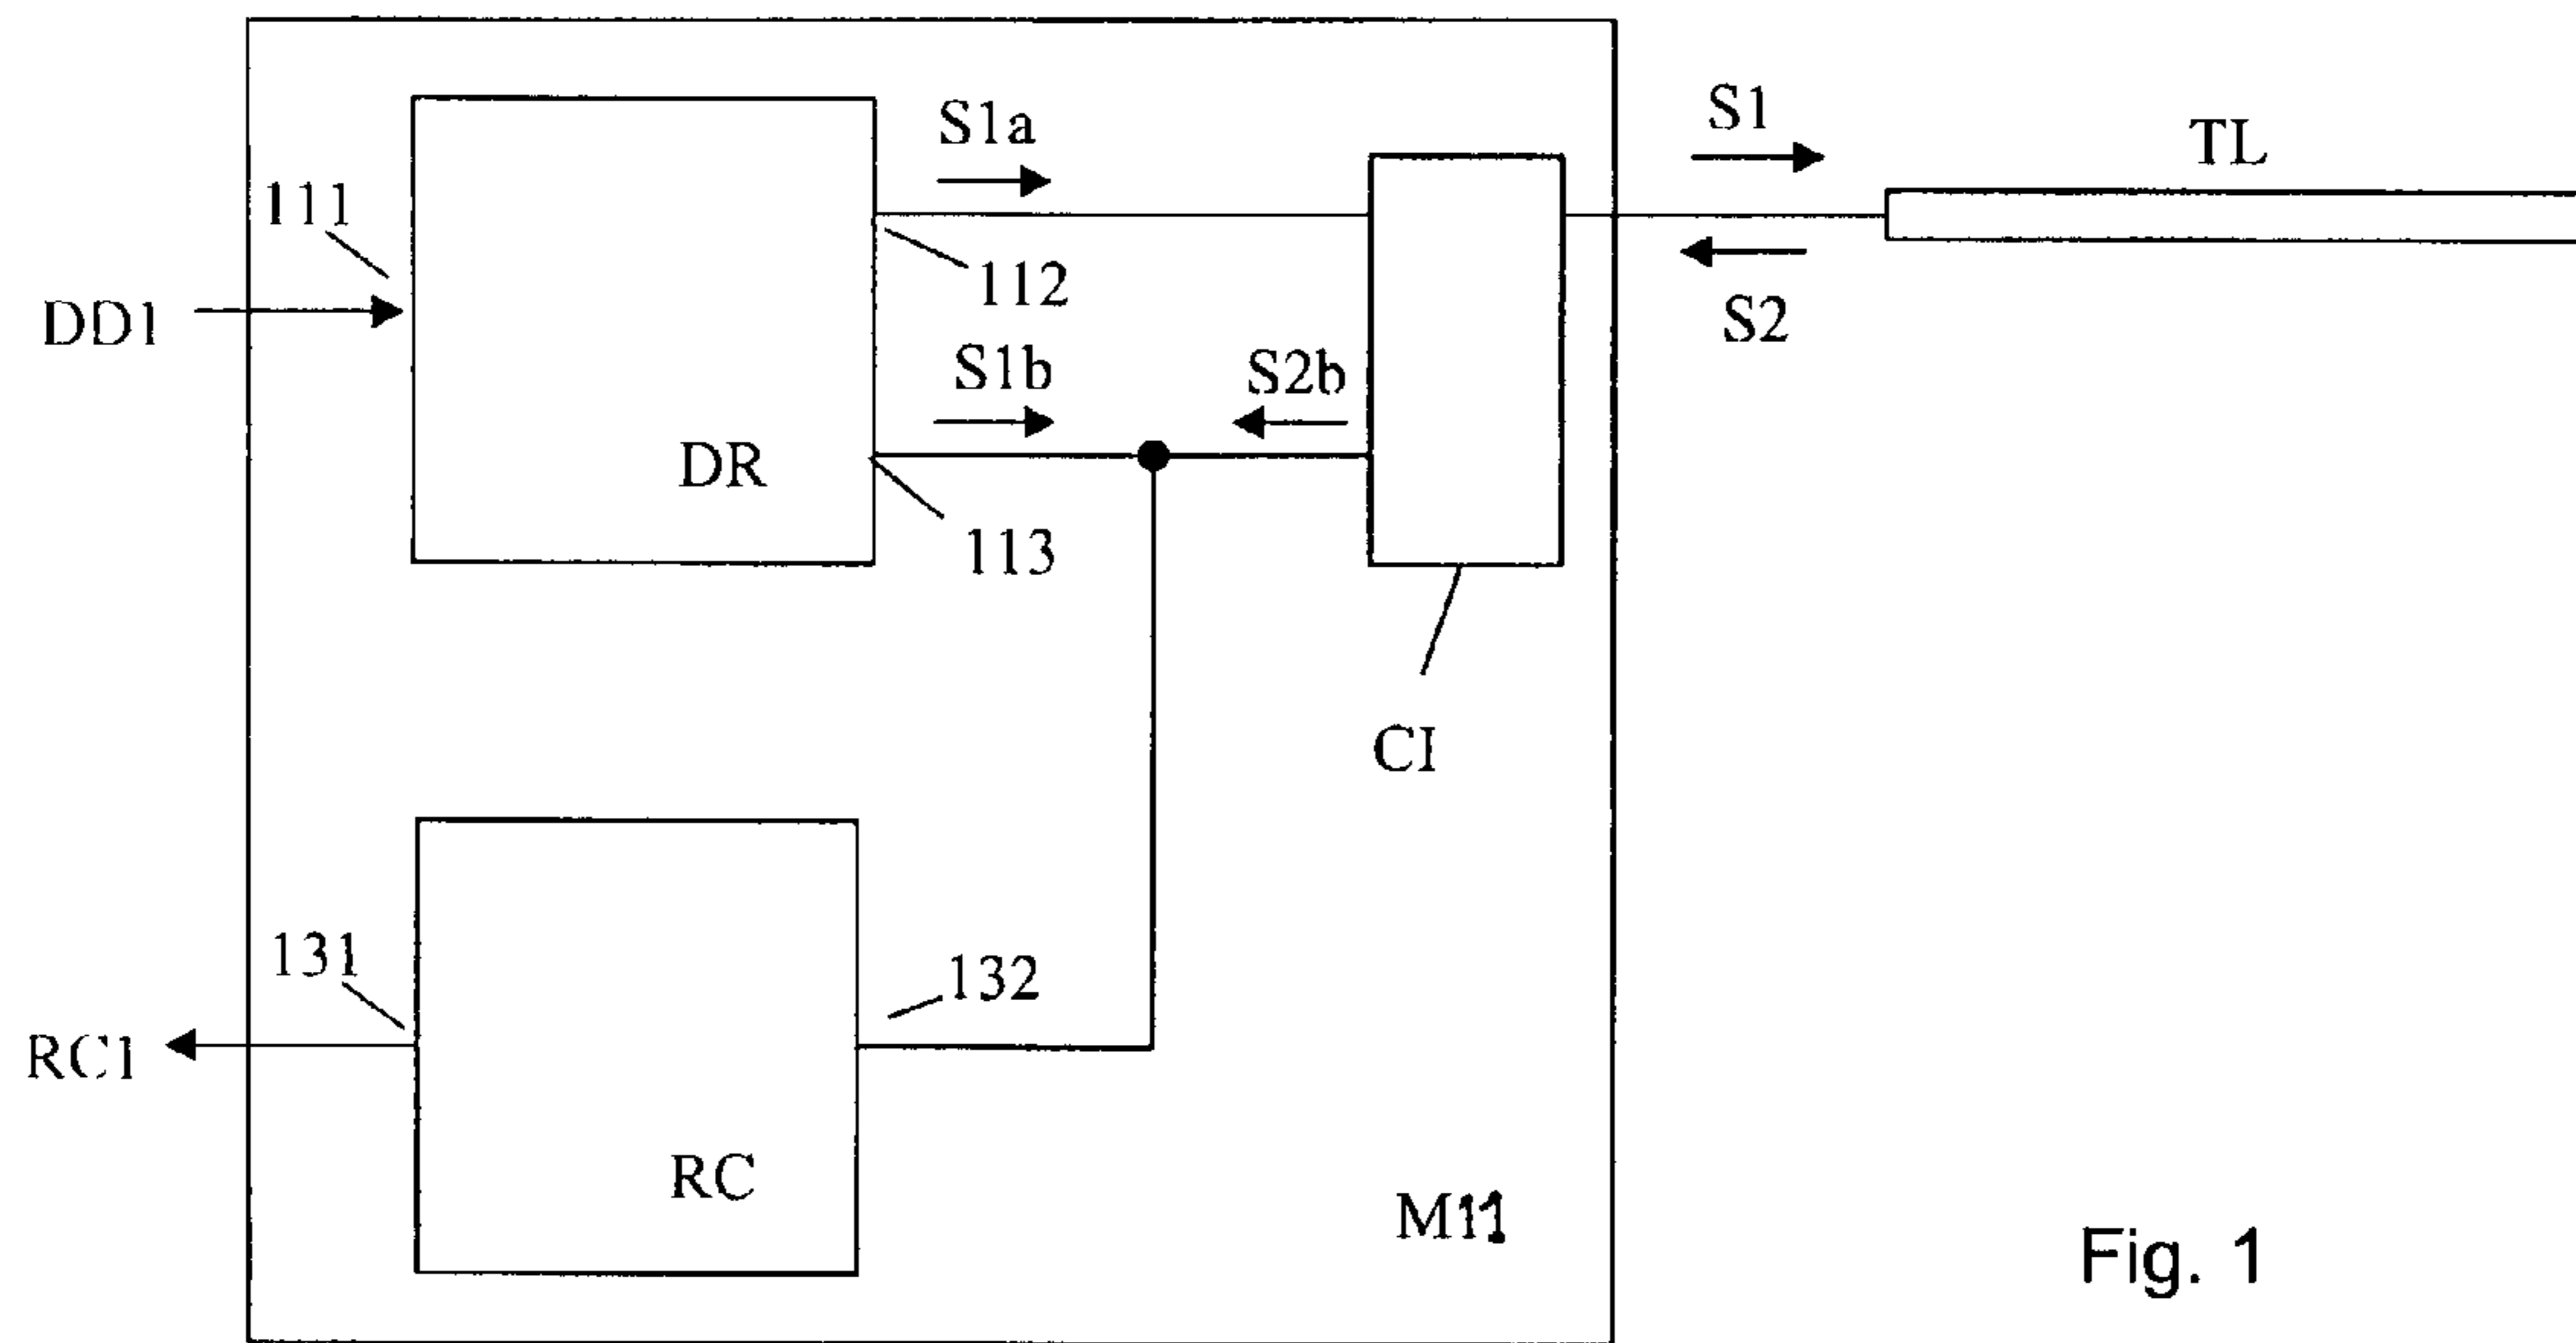 S1
TL
S1a
111
112
DD1
S2
S1b
S2b
DR
113
CI
131
132
RC1
RC
M11
Fig. 1